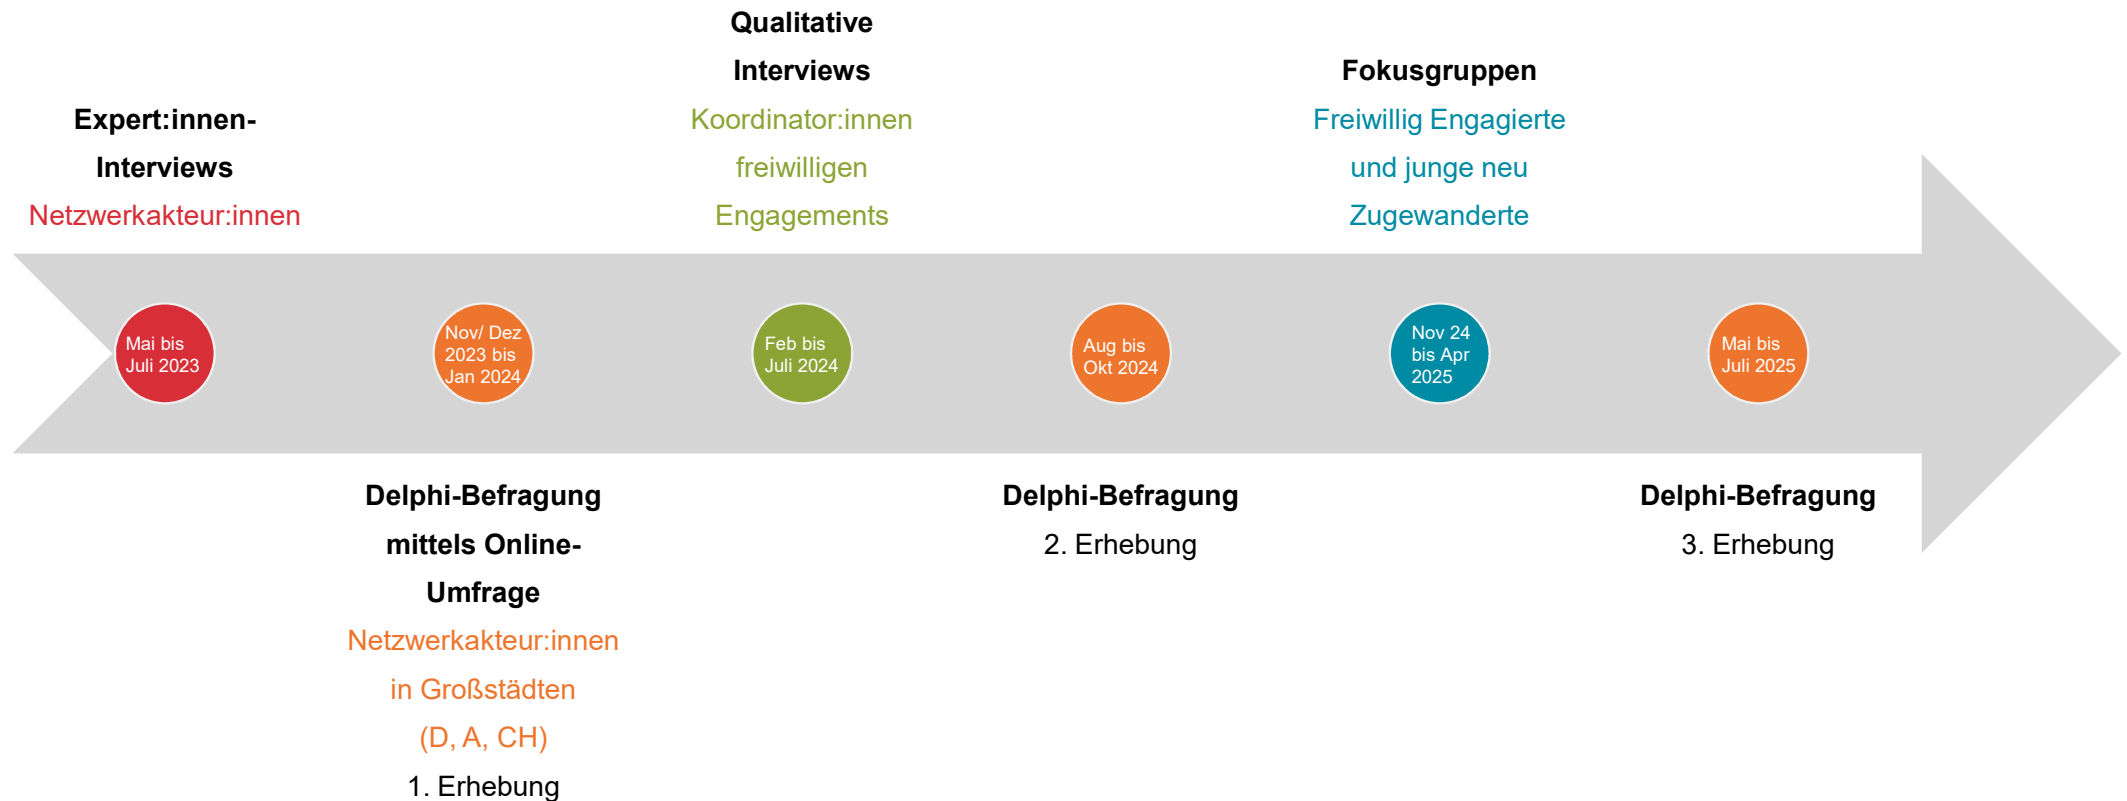 Expert:innen-
Interviews
Netzwerkakteur:innen
Mai bis
Juli 2023
Nov/ Dez
2023 bis
Jan 2024
Delphi-Befragung
mittels Online-
Umfrage
Netzwerkakteur:innen
in Großstädten
(D, A, CH)
1. Erhebung
Qualitative
Interviews
Koordinator:innen
freiwilligen
Engagements
Feb bis
Juli 2024
Aug bis
Okt 2024
Delphi-Befragung
2. Erhebung
Fokusgruppen
Freiwillig Engagierte
und junge neu
Zugewanderte
Nov 24
bis Apr
2025
Mai bis
Juli 2025
Delphi-Befragung
3. Erhebung